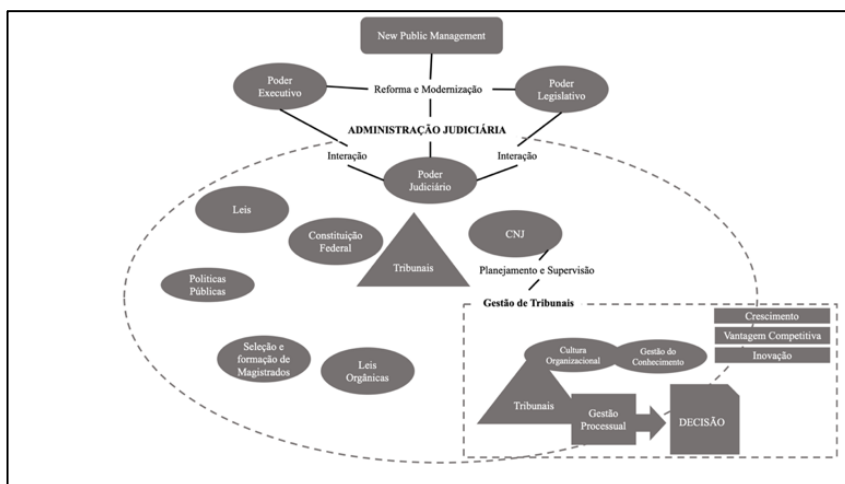 New Public Management
Poder
Executivo
Reforma e Modernização
Poder
Legislativo
ADMINISTRAÇÃO JUDICIÁRIA
Interação
Interação
Poder
Judiciário
Leis
Constituição
Federal
CNJ
Tribunais
Planejamento e Supervisão
Políticas
Públicas
Gestão de Tribunais
Crescimento
Vantagem Competitiva
Inovação
Seleção e
formação de
Magistrados
Leis
Orgânicas
Cultura
Organizacional
Gestão do
Conhecimento
Tribunais
Gestão
Processual
DECISÃO